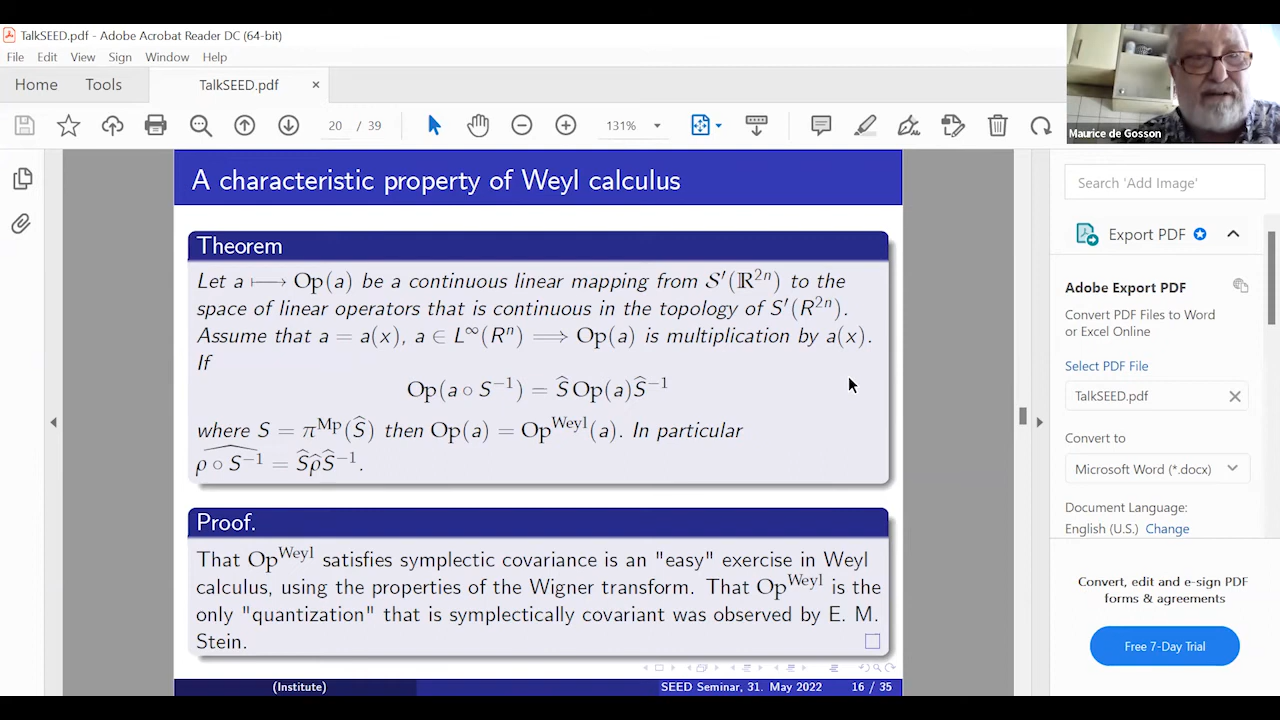 TalkSEED.pdf - Adobe Acrobat Reader DC (64-bit)
File Edit View Sign Window Help
Home Tools TalkSEED.pdf ×
20 / 39 131%
Maurice de Gosson
A characteristic property of Weyl calculus
Theorem
Let a ⟼ Op(a) be a continuous linear mapping from 𝒮′(ℝ²ⁿ) to the
space of linear operators that is continuous in the topology of S′(R²ⁿ).
Assume that a = a(x), a ∈ L^∞(Rⁿ) ⟹ Op(a) is multiplication by a(x).
If
Op(a ∘ S⁻¹) = Ŝ Op(a)Ŝ⁻¹
where S = π^Mp(Ŝ) then Op(a) = Op^Weyl(a). In particular
\widehat{ρ ∘ S⁻¹} = Ŝρ̂Ŝ⁻¹.
Proof.
That Op^Weyl satisfies symplectic covariance is an "easy" exercise in Weyl
calculus, using the properties of the Wigner transform. That Op^Weyl is the
only "quantization" that is symplectically covariant was observed by E. M.
Stein.
(Institute) SEED Seminar, 31. May 2022 16 / 35
Search 'Add Image'
Export PDF
Adobe Export PDF
Convert PDF Files to Word
or Excel Online
Select PDF File
TalkSEED.pdf ×
Convert to
Microsoft Word (*.docx)
Document Language:
English (U.S.) Change
Convert, edit and e-sign PDF
forms & agreements
Free 7-Day Trial